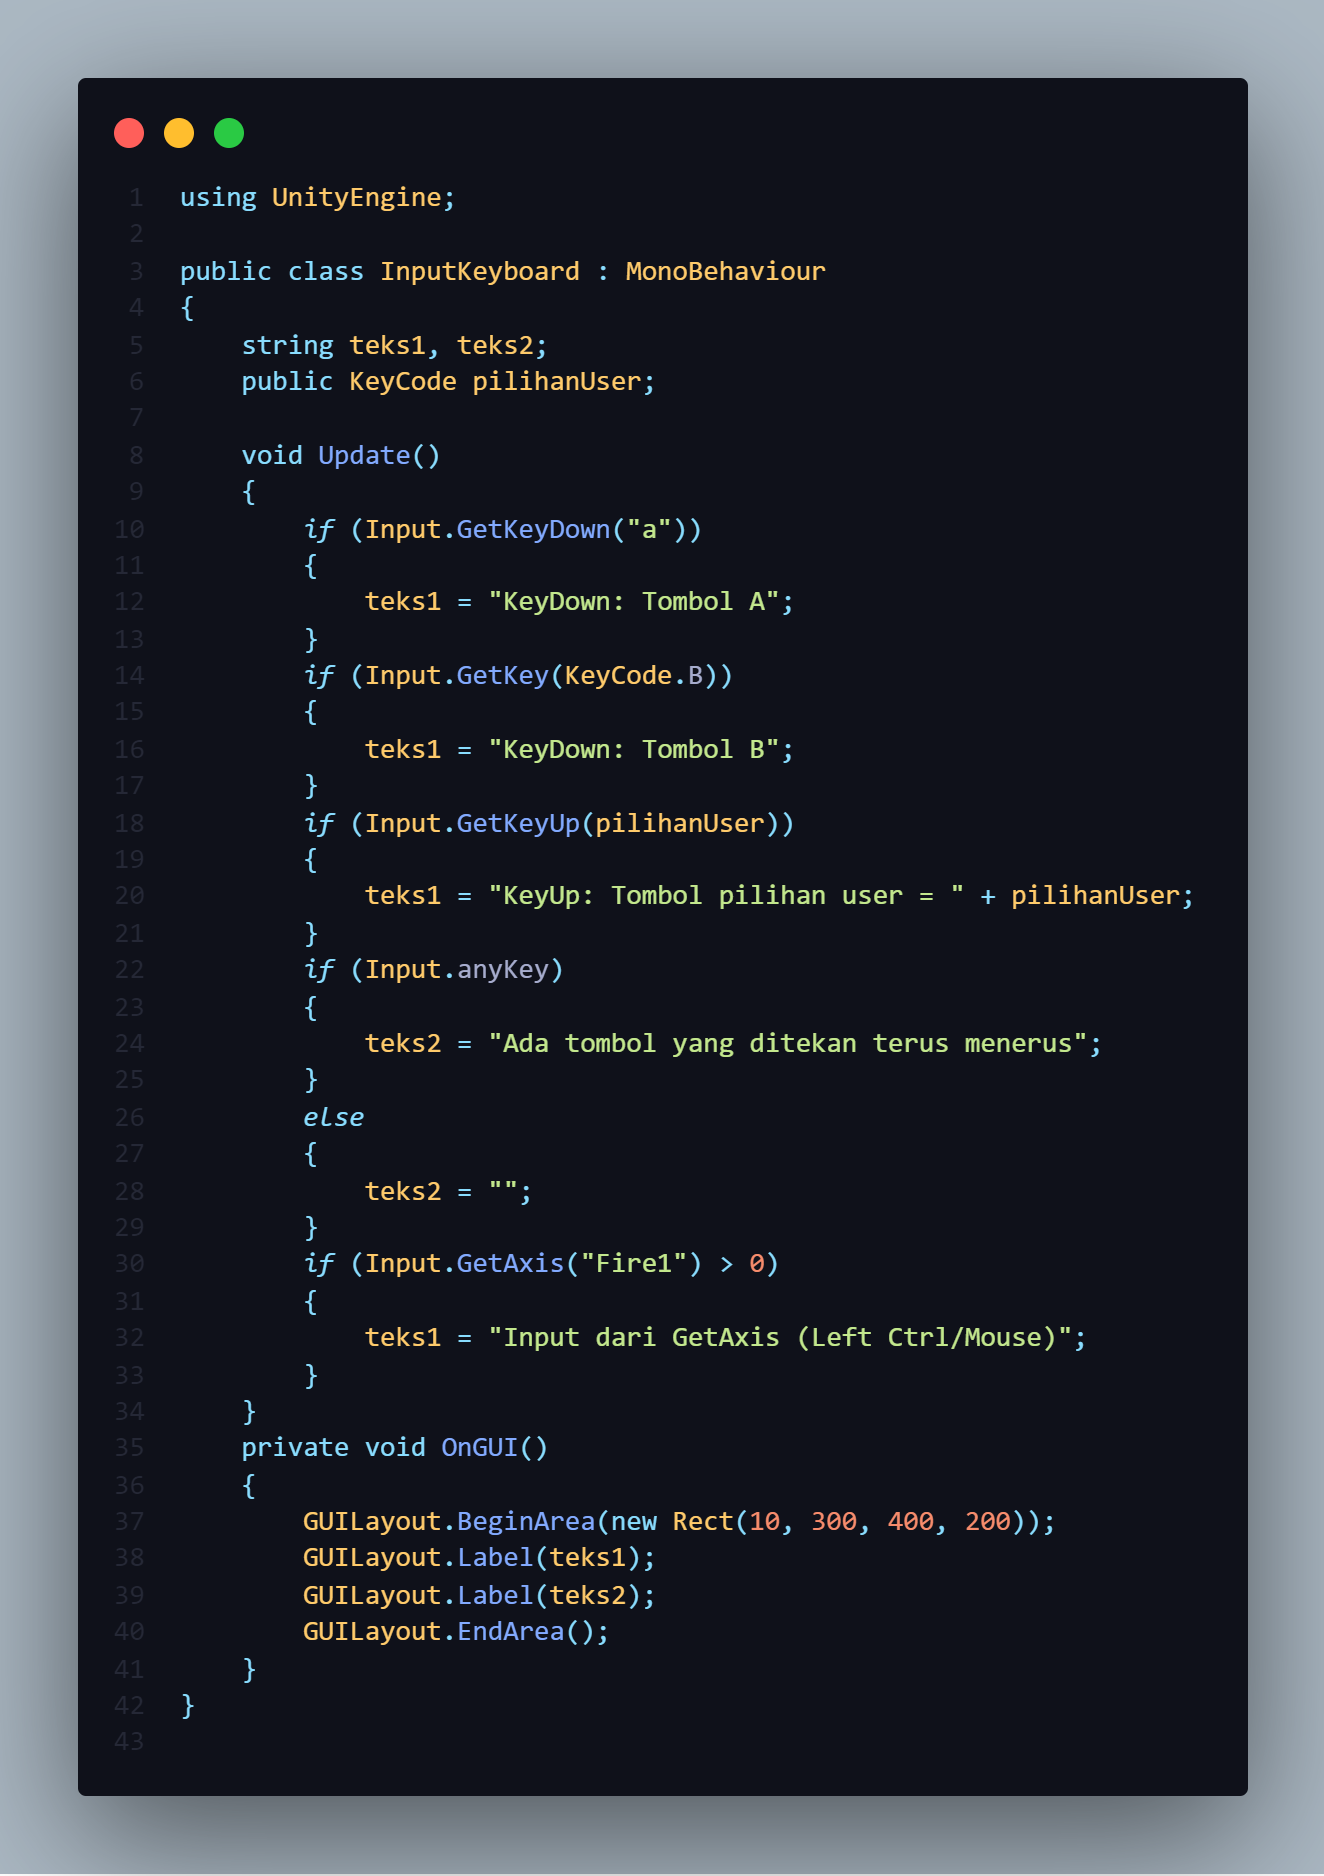 1 using UnityEngine;
2
3 public class InputKeyboard : MonoBehaviour
4 {
5     string teks1, teks2;
6     public KeyCode pilihanUser;
7
8     void Update()
9     {
10         if (Input.GetKeyDown("a"))
11         {
12             teks1 = "KeyDown: Tombol A";
13         }
14         if (Input.GetKey(KeyCode.B))
15         {
16             teks1 = "KeyDown: Tombol B";
17         }
18         if (Input.GetKeyUp(pilihanUser))
19         {
20             teks1 = "KeyUp: Tombol pilihan user = " + pilihanUser;
21         }
22         if (Input.anyKey)
23         {
24             teks2 = "Ada tombol yang ditekan terus menerus";
25         }
26         else
27         {
28             teks2 = "";
29         }
30         if (Input.GetAxis("Fire1") > 0)
31         {
32             teks1 = "Input dari GetAxis (Left Ctrl/Mouse)";
33         }
34     }
35     private void OnGUI()
36     {
37         GUILayout.BeginArea(new Rect(10, 300, 400, 200));
38         GUILayout.Label(teks1);
39         GUILayout.Label(teks2);
40         GUILayout.EndArea();
41     }
42 }
43